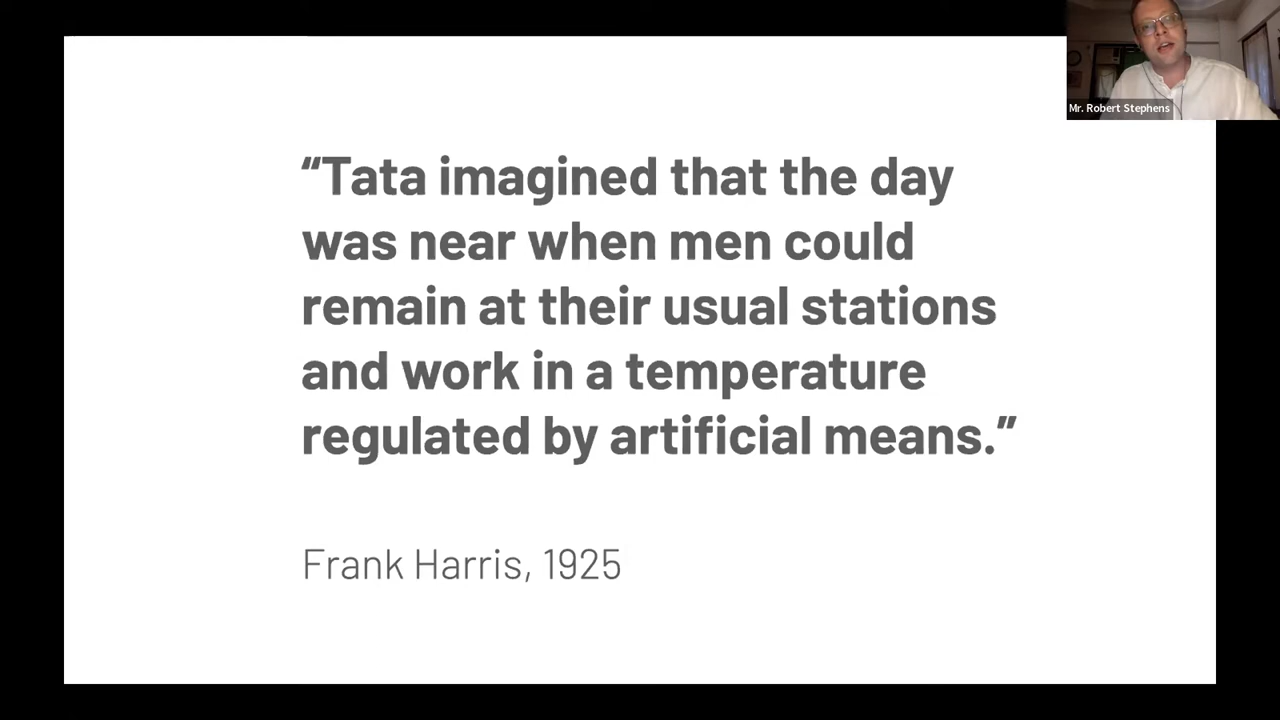 Mr. Robert Stephens
“Tata imagined that the day
was near when men could
remain at their usual stations
and work in a temperature
regulated by artificial means.”
Frank Harris, 1925